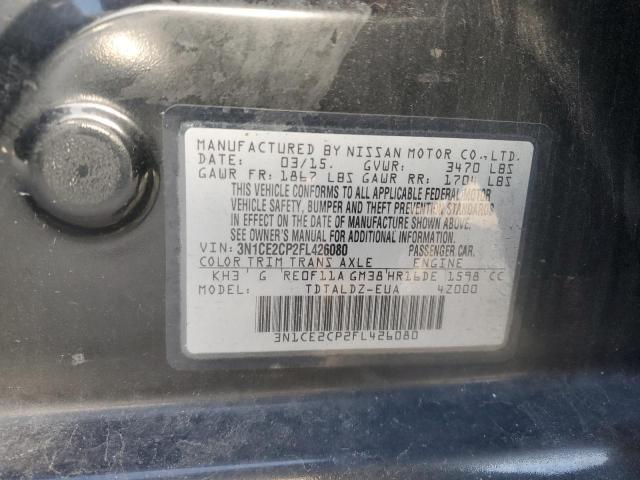 MANUFACTURED BY NISSAN MOTOR CO.,LTD.
DATE: 03/15. GVWR: 3470 LBS
GAWR FR: 1867 LBS GAWR RR: 1701 LBS
THIS VEHICLE CONFORMS TO ALL APPLICABLE FEDERAL MOTOR
VEHICLE SAFETY, BUMPER AND THEFT PREVENTION STANDARDS
IN EFFECT ON THE DATE OF MANUFACTURE SHOWN ABOVE.
SEE OWNER'S MANUAL FOR ADDITIONAL INFORMATION.
VIN: 3N1CE2CP2FL426080 PASSENGER CAR
COLOR TRIM TRANS AXLE ENGINE
KH3 G RE0F11A GM38 HR16DE 1598 CC
MODEL: TDTALDZ-EUA 4Z000
3N1CE2CP2FL426080